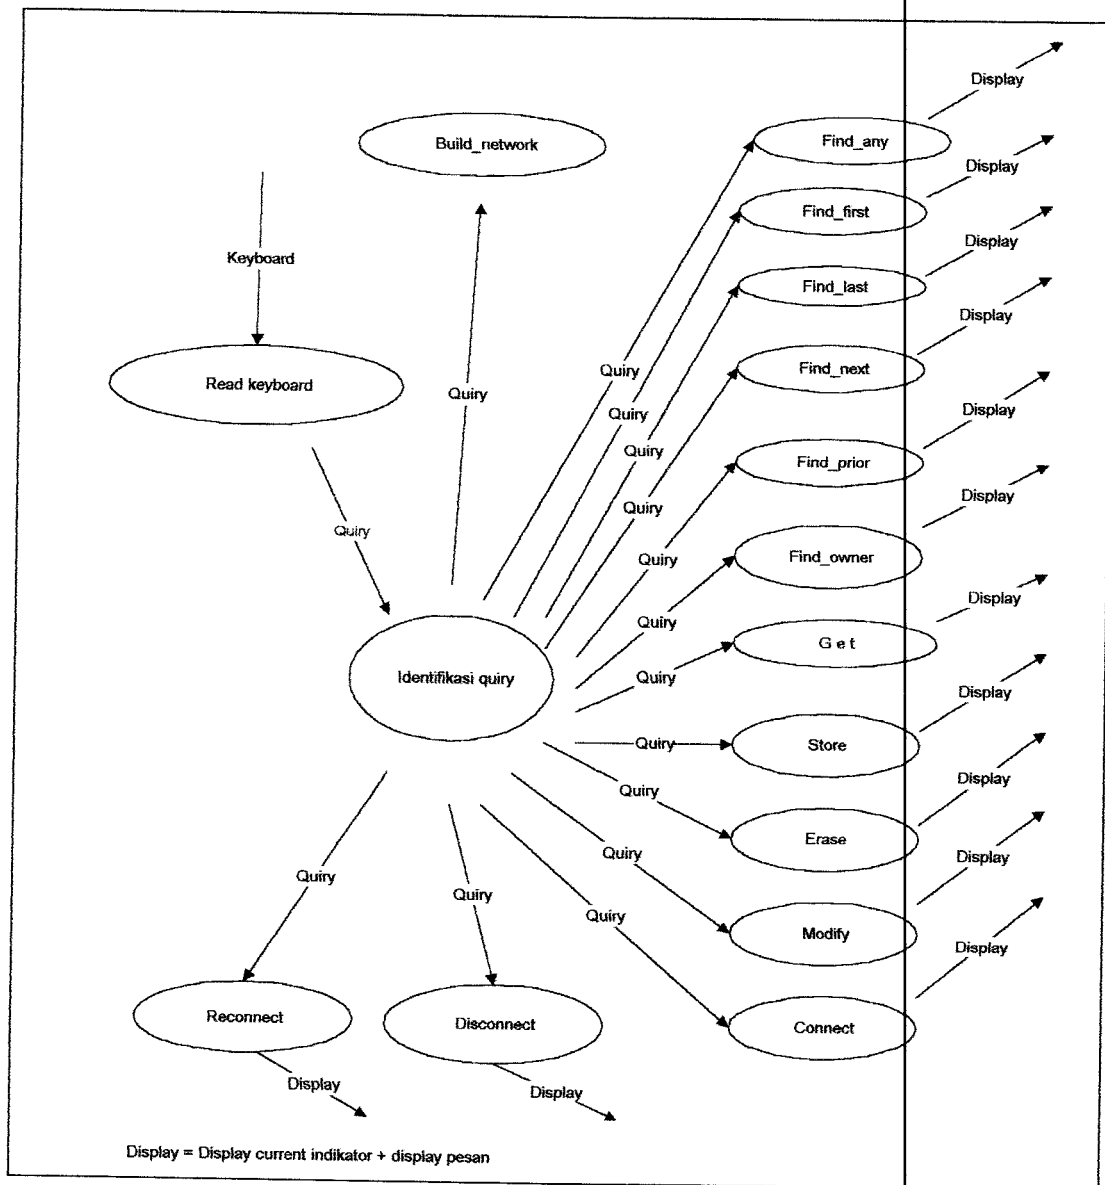 Display
Build_network
Find_any
Display
Find_first
Keyboard
Display
Find_last
Display
Read keyboard
Quiry
Find_next
Quiry
Quiry
Display
Quiry
Find_prior
Display
Quiry
Quiry
Quiry
Find_owner
Display
Quiry
Get
Identifikasi quiry
Quiry
Display
Quiry
Store
Display
Quiry
Erase
Quiry
Display
Quiry
Quiry
Quiry
Modify
Display
Reconnect
Disconnect
Connect
Display
Display
Display = Display current indikator + display pesan